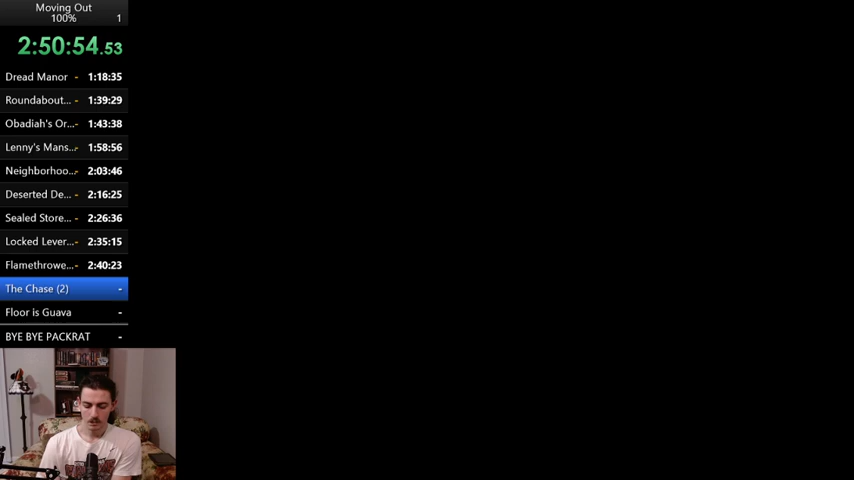 Moving Out
100% 1
2:50:54.53
Dread Manor - 1:18:35
Roundabout... - 1:39:29
Obadiah's Or... - 1:43:38
Lenny's Mans... - 1:58:56
Neighborhoo... - 2:03:46
Deserted De... - 2:16:25
Sealed Store... - 2:26:36
Locked Lever... - 2:35:15
Flamethrowe... - 2:40:23
The Chase (2) -
Floor is Guava -
BYE BYE PACKRAT -